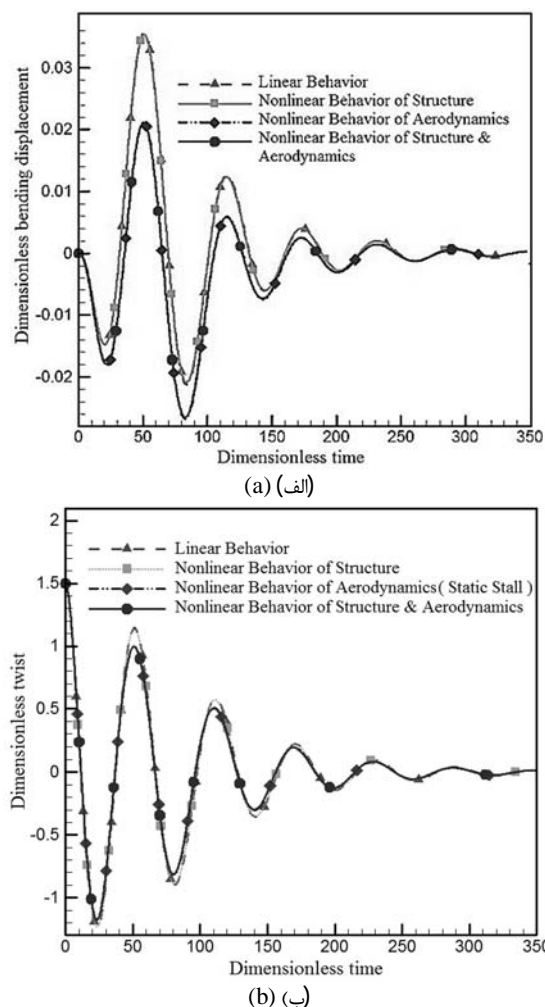 0.03
0.02
0.01
0
-0.01
-0.02
Dimensionless bending displacement
Linear Behavior
Nonlinear Behavior of Structure
Nonlinear Behavior of Aerodynamics
Nonlinear Behavior of Structure &
Aerodynamics
0 50 100 150 200 250 300 350
Dimensionless time
(a) (الف)
2
1.5
1
0.5
0
-0.5
-1
Dimensionless twist
Linear Behavior
Nonlinear Behavior of Structure
Nonlinear Behavior of Aerodynamics( Static Stall )
Nonlinear Behavior of Structure & Aerodynamics
0 50 100 150 200 250 300 350
Dimensionless time
(b) (ب)